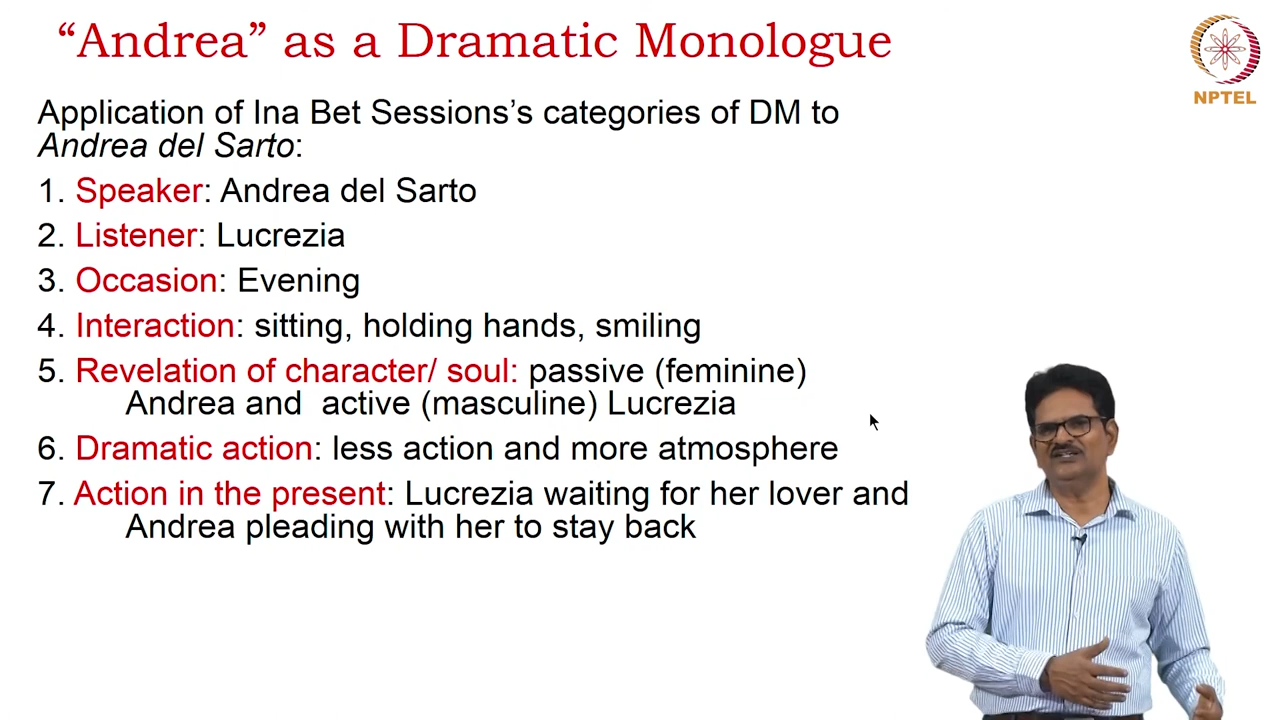 “Andrea” as a Dramatic Monologue
NPTEL
Application of Ina Bet Sessions’s categories of DM to
Andrea del Sarto:
1. Speaker: Andrea del Sarto
2. Listener: Lucrezia
3. Occasion: Evening
4. Interaction: sitting, holding hands, smiling
5. Revelation of character/ soul: passive (feminine)
Andrea and active (masculine) Lucrezia
6. Dramatic action: less action and more atmosphere
7. Action in the present: Lucrezia waiting for her lover and
Andrea pleading with her to stay back